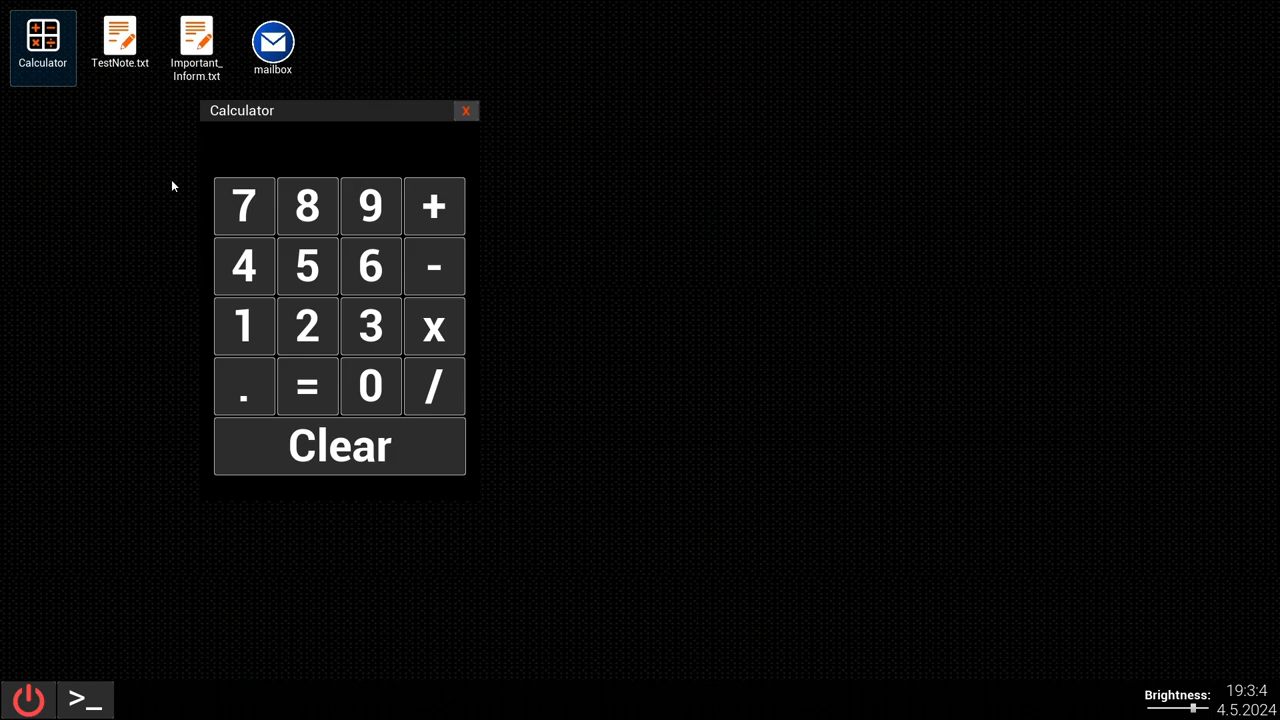 Calculator
TestNote.txt
Important_
Inform.txt
mailbox
Calculator
X
7 8 9 +
4 5 6 -
1 2 3 x
. = 0 /
Clear
>_
Brightness:
19:3:4
4.5.2024